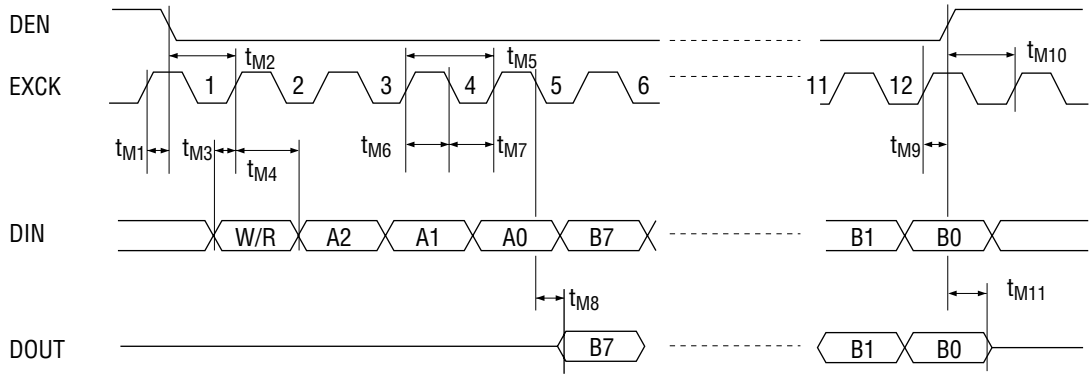 DEN
tM2 tM5 tM10
EXCK 1 2 3 4 5 6 11 12
tM1 tM3 tM4 tM6 tM7 tM9
DIN W/R A2 A1 A0 B7 B1 B0
tM8 tM11
DOUT B7 B1 B0